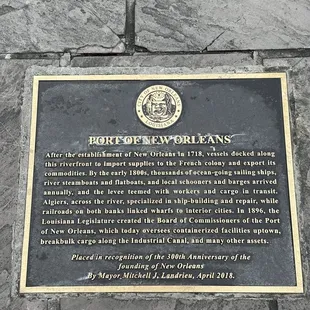 PORT OF NEW ORLEANS
After the establishment of New Orleans in 1718, vessels docked along
this riverfront to import supplies to the French colony and export its
commodities. By the early 1800s, thousands of ocean-going sailing ships,
river steamboats and flatboats, and local schooners and barges arrived
annually, and the levee teemed with workers and cargo in transit.
Algiers, across the river, specialized in ship-building and repair, while
railroads on both banks linked wharfs to interior cities. In 1896, the
Louisiana Legislature created the Board of Commissioners of the Port
of New Orleans, which today oversees containerized facilities uptown,
breakbulk cargo along the Industrial Canal, and many other assets.
Placed in recognition of the 300th Anniversary of the
founding of New Orleans
By Mayor Mitchell J. Landrieu, April 2018.